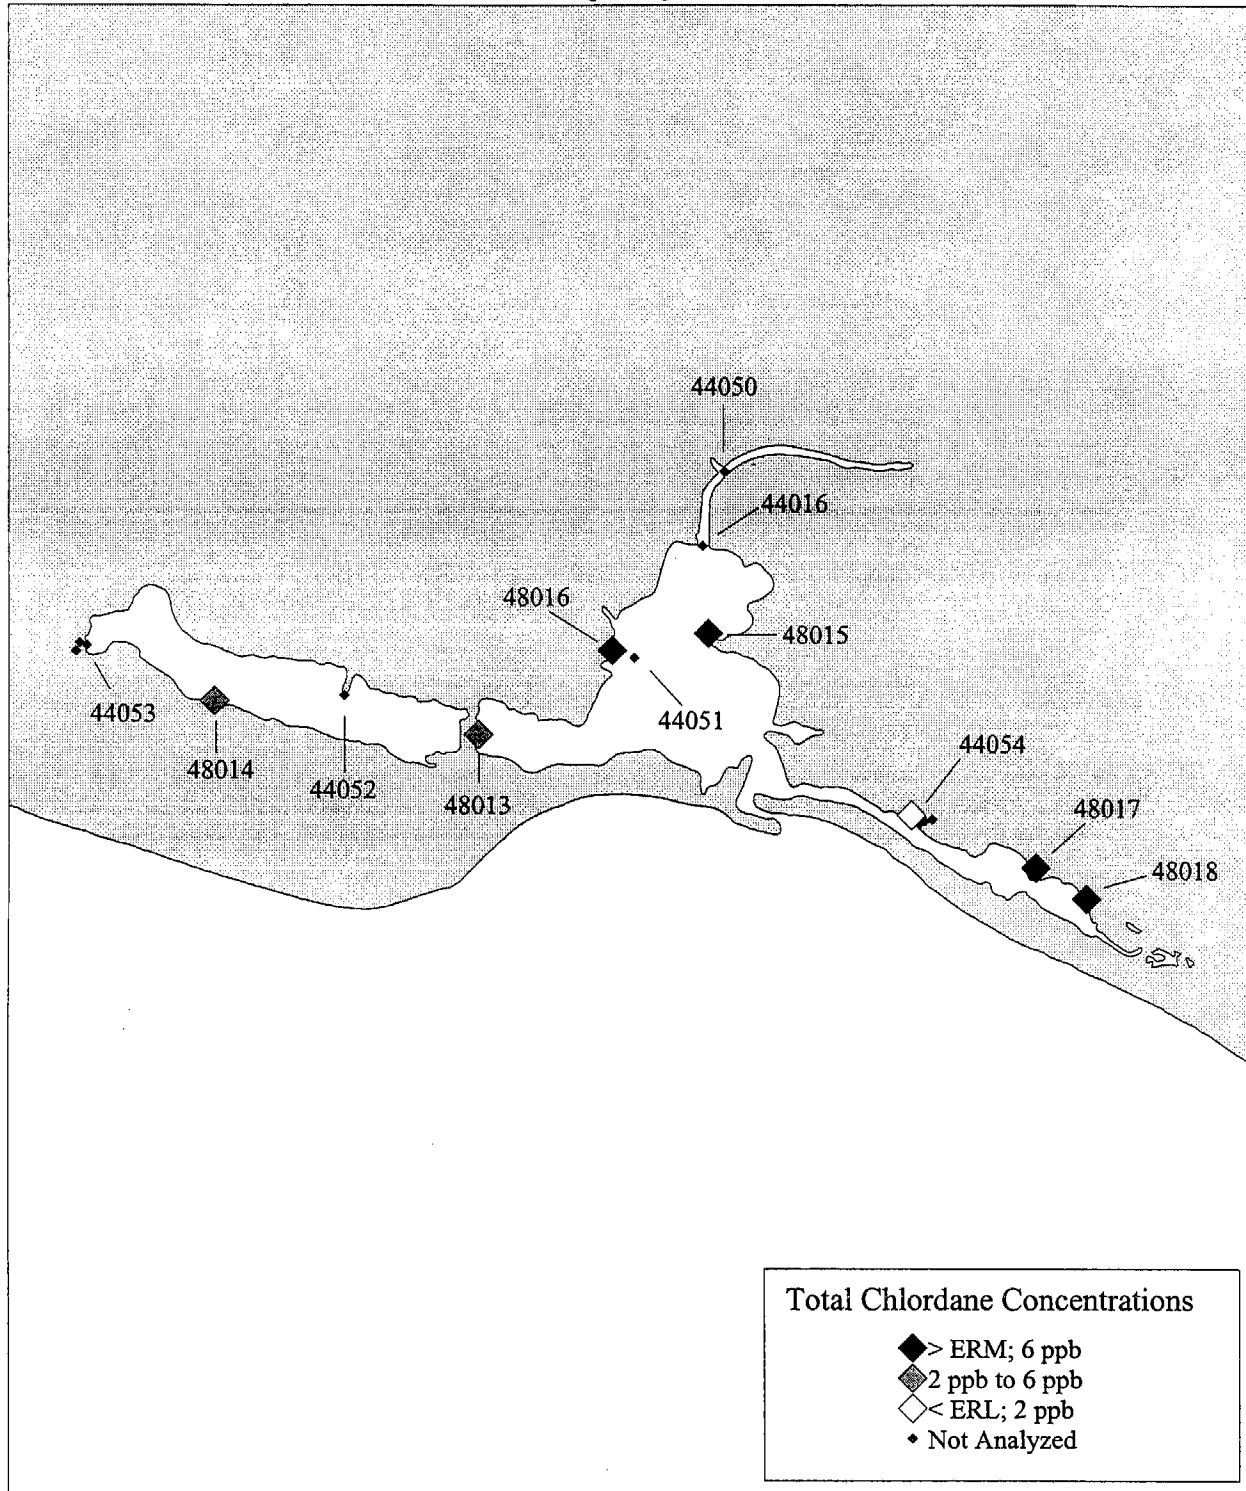 44050
44016
48016
48015
44053
44051
48014
44052
48013
44054
48017
48018
Total Chlordane Concentrations
> ERM; 6 ppb
2 ppb to 6 ppb
< ERL; 2 ppb
Not Analyzed